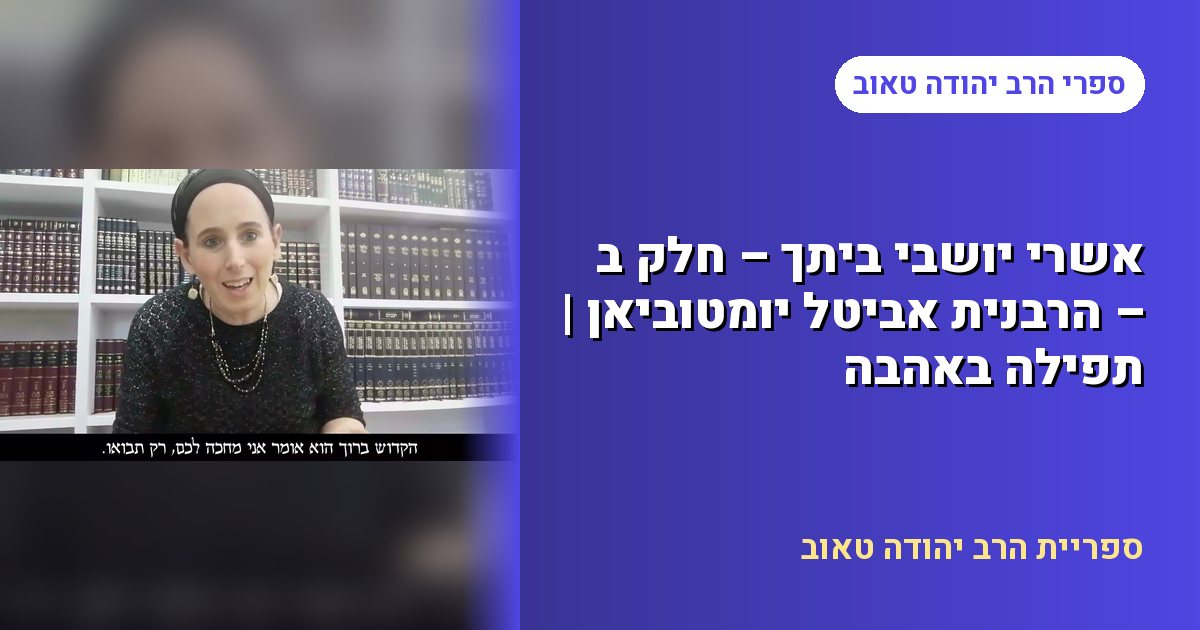 ספרי הרב יהודה טאוב
אשרי יושבי ביתך – חלק ב
– הרבנית אביטל יומטוביאן |
תפילה באהבה
הקדוש ברוך הוא אומר אני מחכה לכם, רק תבואו.
ספריית הרב יהודה טאוב